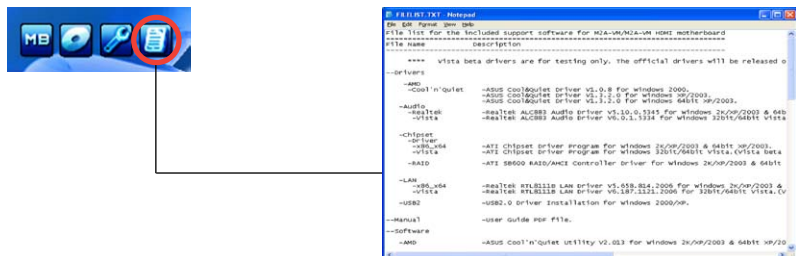 MB
FILELIST.TXT - Notepad
File Edit Format View Help
File list for the included support software for M2A-VM/M2A-VM HDMI motherboard
File Name Description
**** Vista beta drivers are for testing only. The official drivers will be released o
--Drivers
-AMD
-Cool'n'Quiet -ASUS Cool&Quiet Driver V1.0.8 for Windows 2000.
-ASUS Cool&Quiet Driver V1.3.2.0 for Windows XP/2003.
-ASUS Cool&Quiet Driver V1.3.2.0 for Windows 64bit XP/2003.
-Audio
-Realtek -Realtek ALC883 Audio Driver V5.10.0.5345 for Windows 2K/XP/2003 & 64b
-Vista -Realtek ALC883 Audio Driver V6.0.1.5334 for Windows 32bit/64bit Vista
-Chipset
-Driver
-x86_x64 -ATI Chipset Driver Program for Windows 2K/XP/2003 & 64bit XP/2003.
-Vista -ATI Chipset Driver Program for Windows 32bit/64bit Vista.(Vista beta
-RAID -ATI SB600 RAID/AHCI Controller Driver for Windows 2K/XP/2003 & 64bit
-LAN
-x86_x64 -Realtek RTL8111B LAN Driver V5.658.814.2006 for Windows 2K/XP/2003 &
-Vista -Realtek RTL8111B LAN Driver V6.187.1121.2006 for 32bit/64bit Vista.(V
-USB2 -USB2.0 Driver Installation for Windows 2000/XP.
--Manual -User Guide PDF file.
--Software
-AMD -ASUS Cool'n'Quiet Utility V2.013 for Windows 2K/XP/2003 & 64bit XP/20